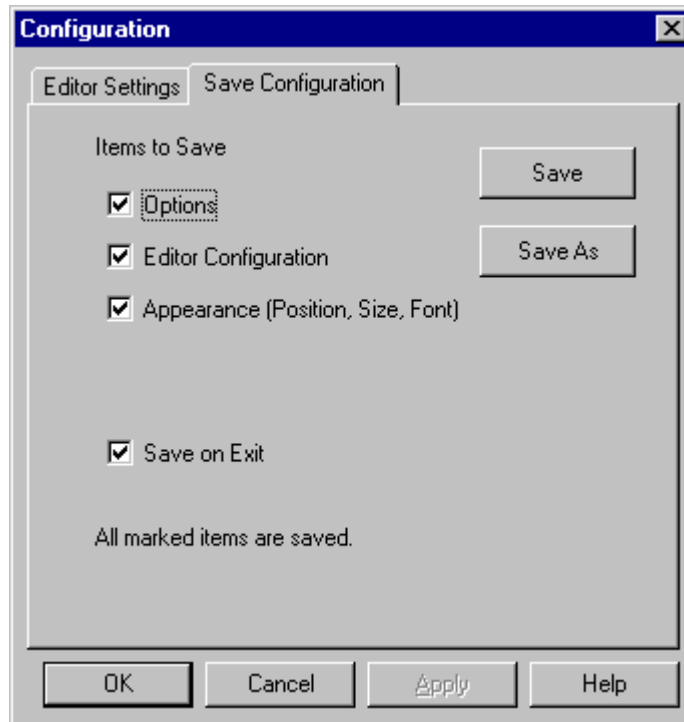 Configuration
Editor Settings
Save Configuration
Items to Save
Save
Options
Editor Configuration
Save As
Appearance (Position, Size, Font)
Save on Exit
All marked items are saved.
OK
Cancel
Apply
Help